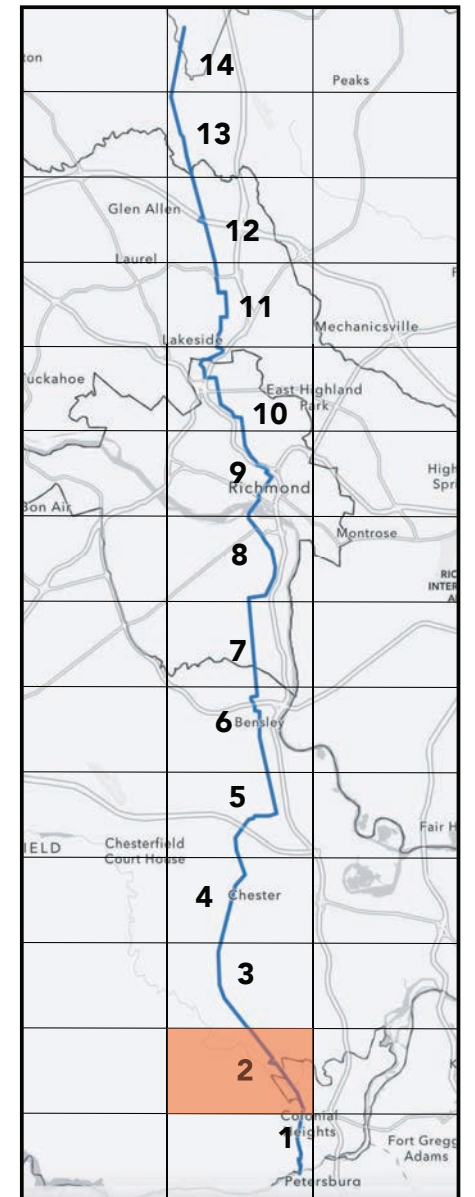 14
ton
Peaks
13
Glen Allen
12
Laurel
11
Mechanicsville
Lakeside
uckahoe
East Highland
Park
10
9
High
Spri
Richmond
Bon Air
Montrose
8
RIC
INTER
A
7
6
Bensley
5
Fair H
IELD
Chesterfield
Court House
4
Chester
3
2
K
Colonial
Heights
1
Fort Gregg
Adams
Petersburg